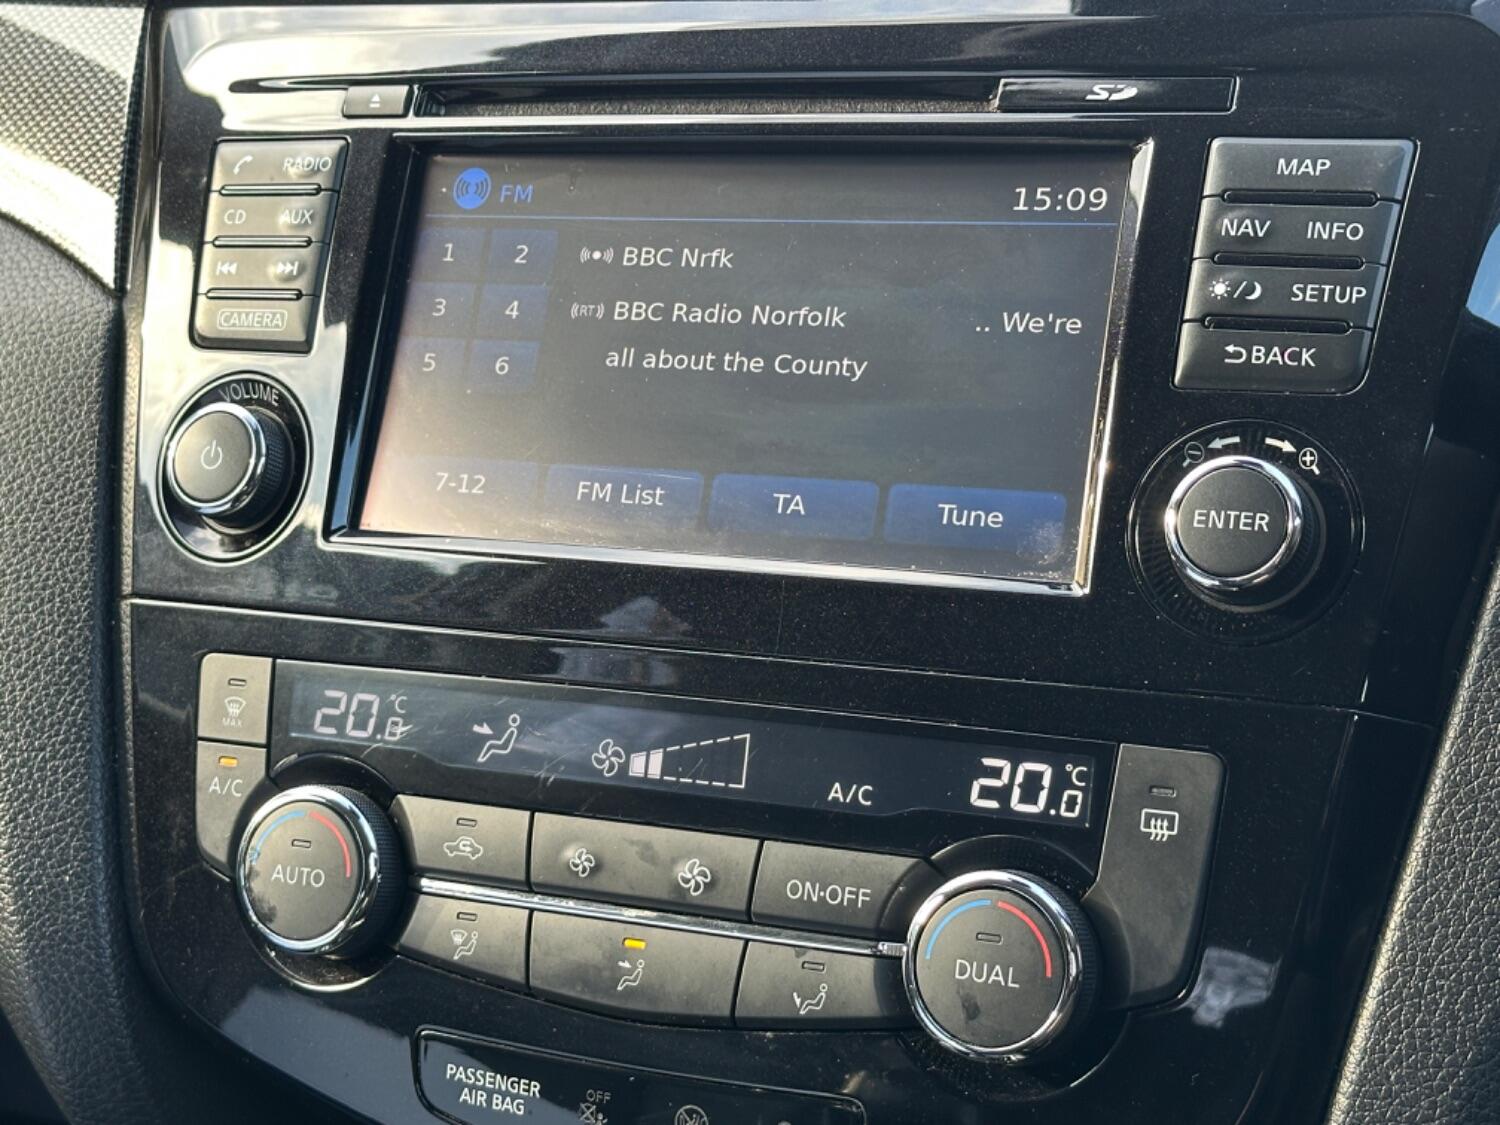 SD
RADIO
CD AUX
CAMERA
VOLUME
FM 15:09
1 2 BBC Nrfk
3 4 (RT) BBC Radio Norfolk .. We're
5 6 all about the County
7-12 FM List TA Tune
MAP
NAV INFO
SETUP
BACK
ENTER
MAX
A/C
20.0 °C
A/C
20.0 °C
AUTO
ON·OFF
DUAL
PASSENGER
AIR BAG
OFF